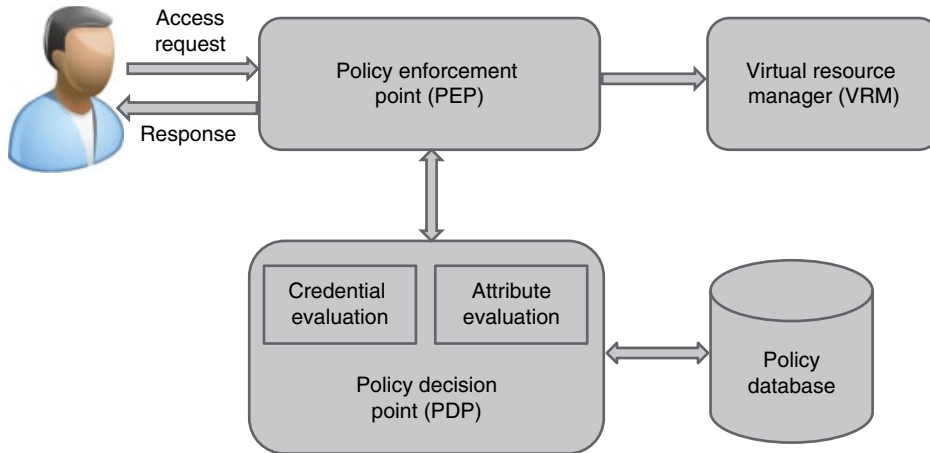 Access
request
Response
Policy enforcement
point (PEP)
Virtual resource
manager (VRM)
Credential
evaluation
Attribute
evaluation
Policy decision
point (PDP)
Policy
database